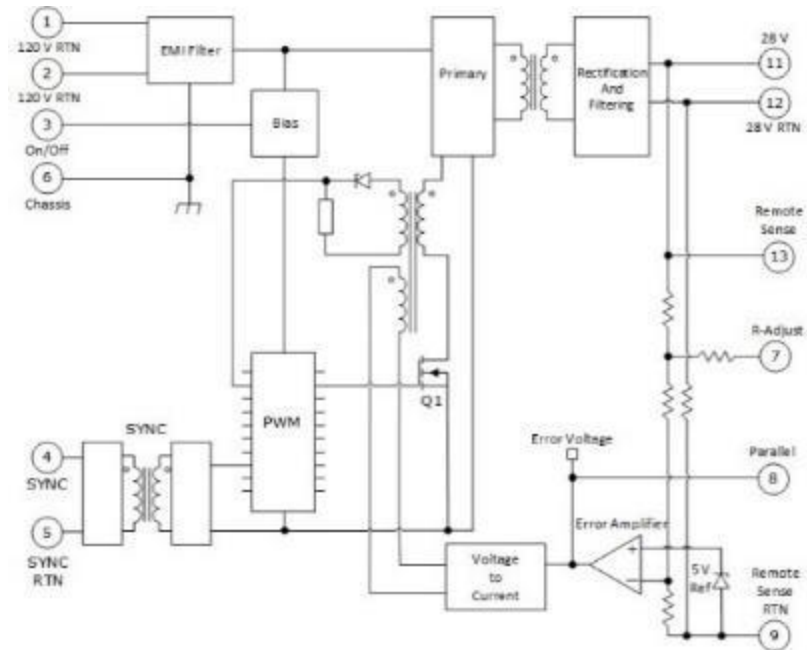 1
120 V RTN
2
120 V RTN
3
On/Off
6
Chassis
EMI Filter
Bias
Primary
Rectification
And
Filtering
28 V
11
12
28 V RTN
Remote
Sense
13
R-Adjust
7
Q1
PWM
SYNC
4
SYNC
5
SYNC
RTN
Error Voltage
Parallel
8
Error Amplifier
+
−
5 V
Ref
Voltage
to
Current
Remote
Sense
RTN
9